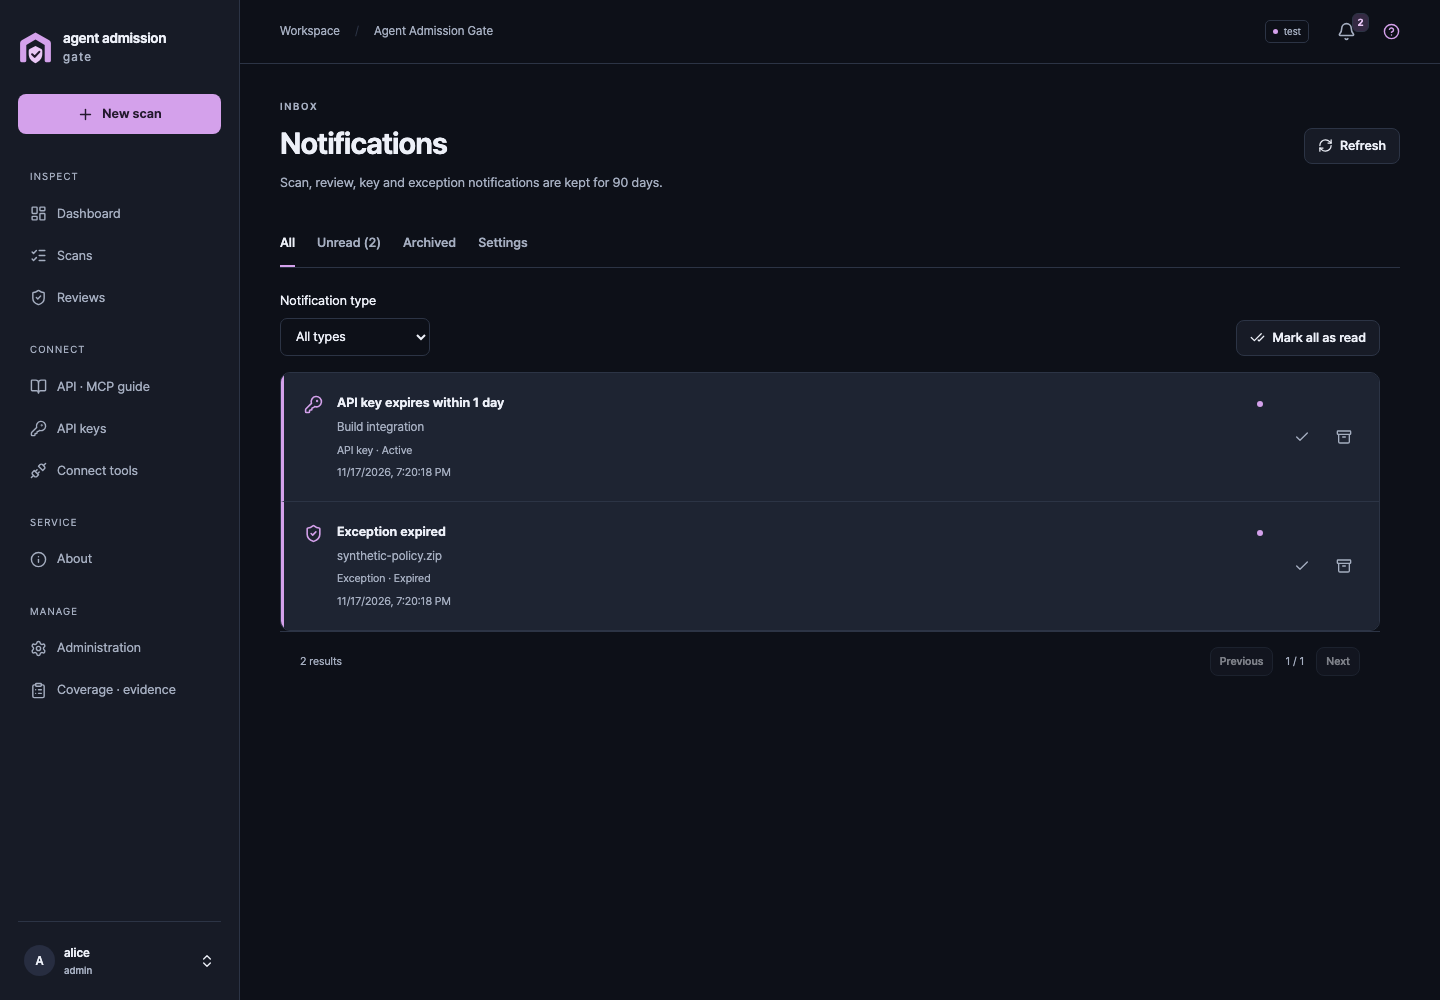 agent admission
gate
New scan
INSPECT
Dashboard
Scans
Reviews
CONNECT
API · MCP guide
API keys
Connect tools
SERVICE
About
MANAGE
Administration
Coverage · evidence
A
alice
admin
Workspace / Agent Admission Gate
test
2
INBOX
Notifications
Refresh
Scan, review, key and exception notifications are kept for 90 days.
All Unread (2) Archived Settings
Notification type
All types
Mark all as read
API key expires within 1 day
Build integration
API key · Active
11/17/2026, 7:20:18 PM
Exception expired
synthetic-policy.zip
Exception · Expired
11/17/2026, 7:20:18 PM
2 results
Previous 1 / 1 Next